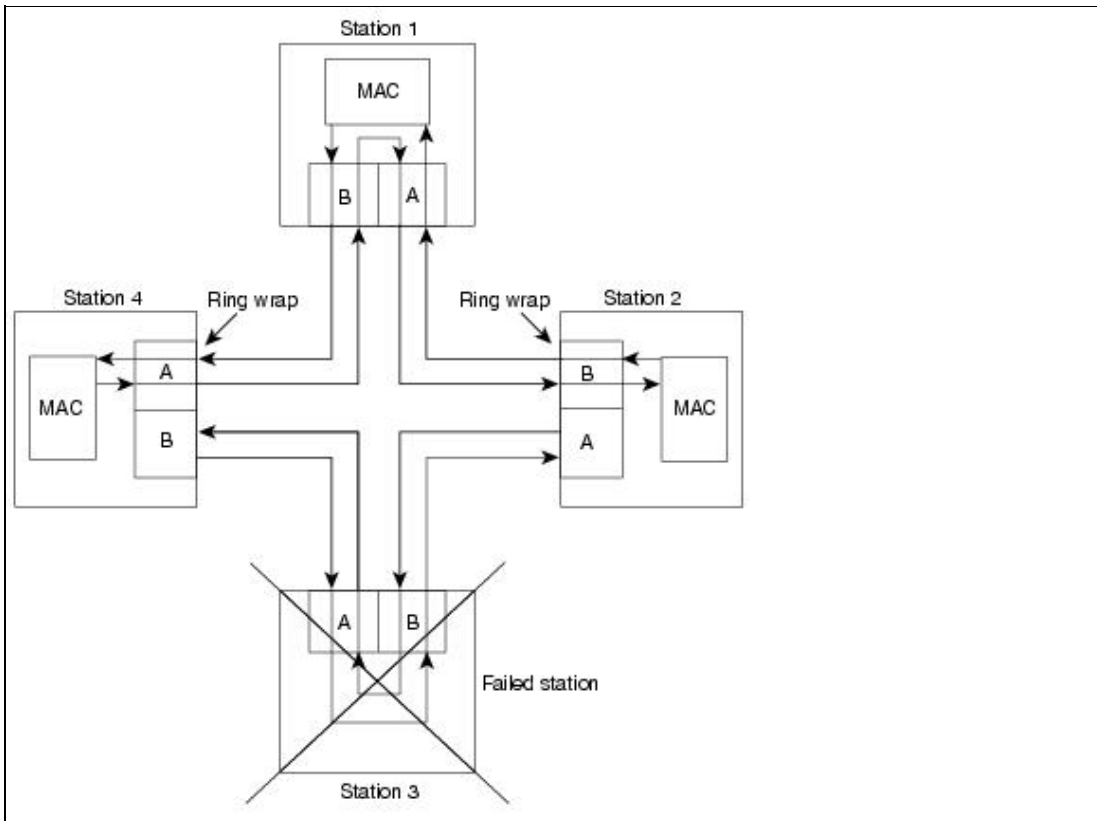 Station 1
MAC
B A
Station 4
Ring wrap
Ring wrap
Station 2
A
MAC
B
B
MAC
A
A B
Failed station
Station 3